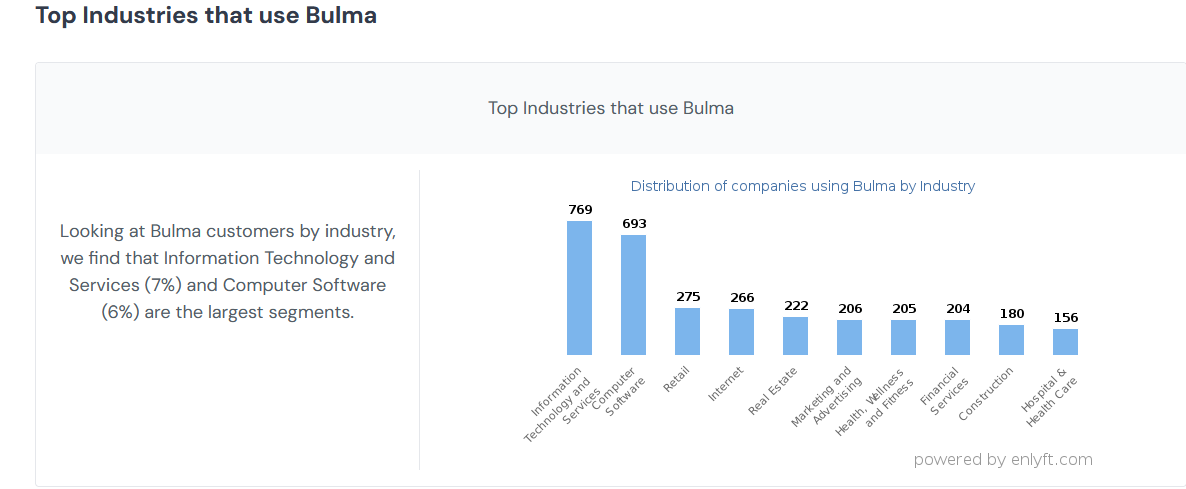 Top Industries that use Bulma
Top Industries that use Bulma
Looking at Bulma customers by industry,
we find that Information Technology and
Services (7%) and Computer Software
(6%) are the largest segments.
Distribution of companies using Bulma by Industry
769
693
275
266
222
206
205
204
180
156
Information
Technology and
Services
Computer
Software
Retail
Internet
Real Estate
Marketing and
Advertising
Health, Wellness
and Fitness
Financial
Services
Construction
Hospital &
Health Care
powered by enlyft.com